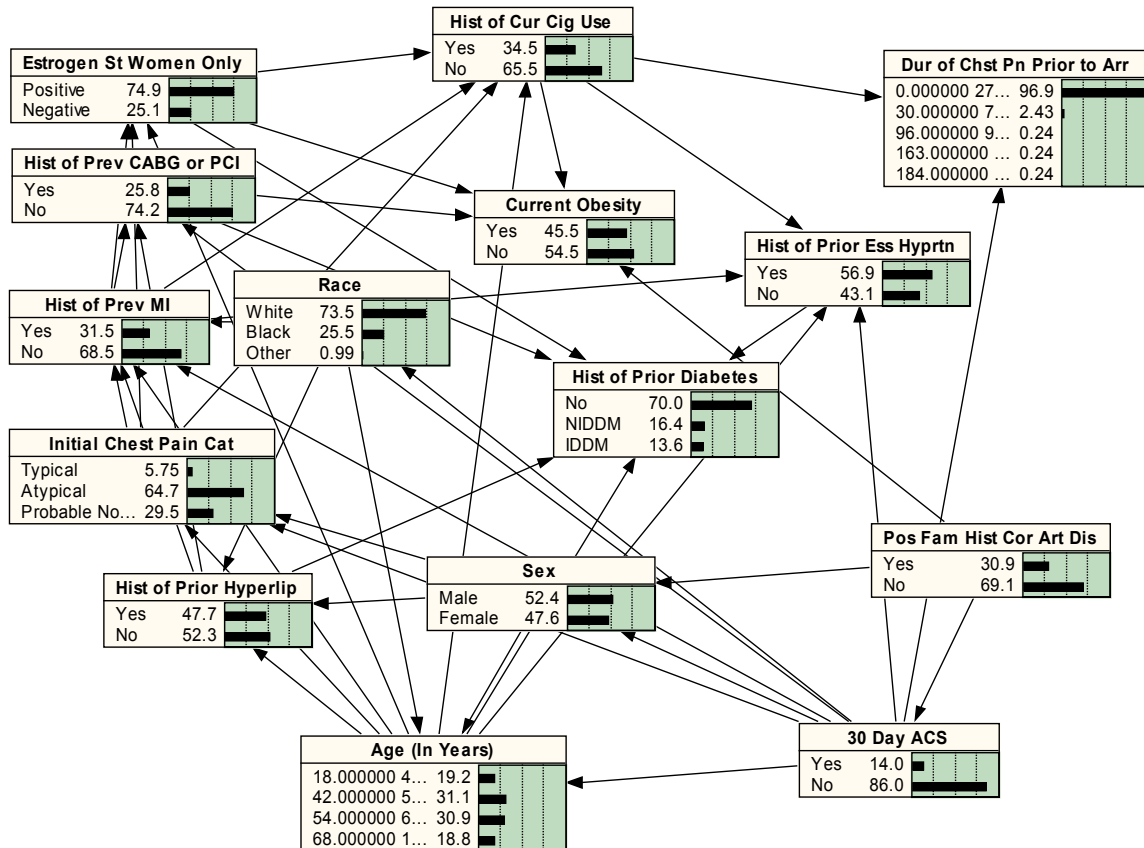 Hist of Cur Cig Use
Yes 34.5
No 65.5
Estrogen St Women Only
Positive 74.9
Negative 25.1
Dur of Chst Pn Prior to Arr
0.000000 27... 96.9
30.000000 7... 2.43
96.000000 9... 0.24
163.000000 ... 0.24
184.000000 ... 0.24
Hist of Prev CABG or PCI
Yes 25.8
No 74.2
Current Obesity
Yes 45.5
No 54.5
Hist of Prior Ess Hyprtn
Yes 56.9
No 43.1
Race
White 73.5
Black 25.5
Other 0.99
Hist of Prev MI
Yes 31.5
No 68.5
Hist of Prior Diabetes
No 70.0
NIDDM 16.4
IDDM 13.6
Initial Chest Pain Cat
Typical 5.75
Atypical 64.7
Probable No... 29.5
Pos Fam Hist Cor Art Dis
Yes 30.9
No 69.1
Sex
Male 52.4
Female 47.6
Hist of Prior Hyperlip
Yes 47.7
No 52.3
30 Day ACS
Yes 14.0
No 86.0
Age (In Years)
18.000000 4... 19.2
42.000000 5... 31.1
54.000000 6... 30.9
68.000000 1... 18.8